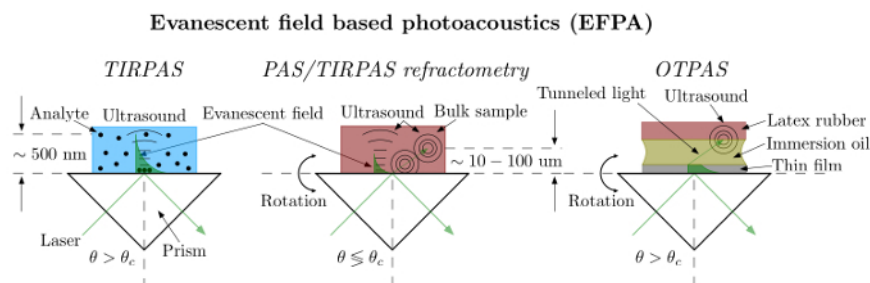 Evanescent field based photoacoustics (EFPA)
TIRPAS
PAS/TIRPAS refractometry
OTPAS
Analyte
Ultrasound
Evanescent field
~ 500 nm
Laser
Prism
θ > θc
Ultrasound
Bulk sample
~ 10 − 100 um
Rotation
θ ≶ θc
Tunneled light
Ultrasound
Latex rubber
Immersion oil
Thin film
Rotation
θ > θc